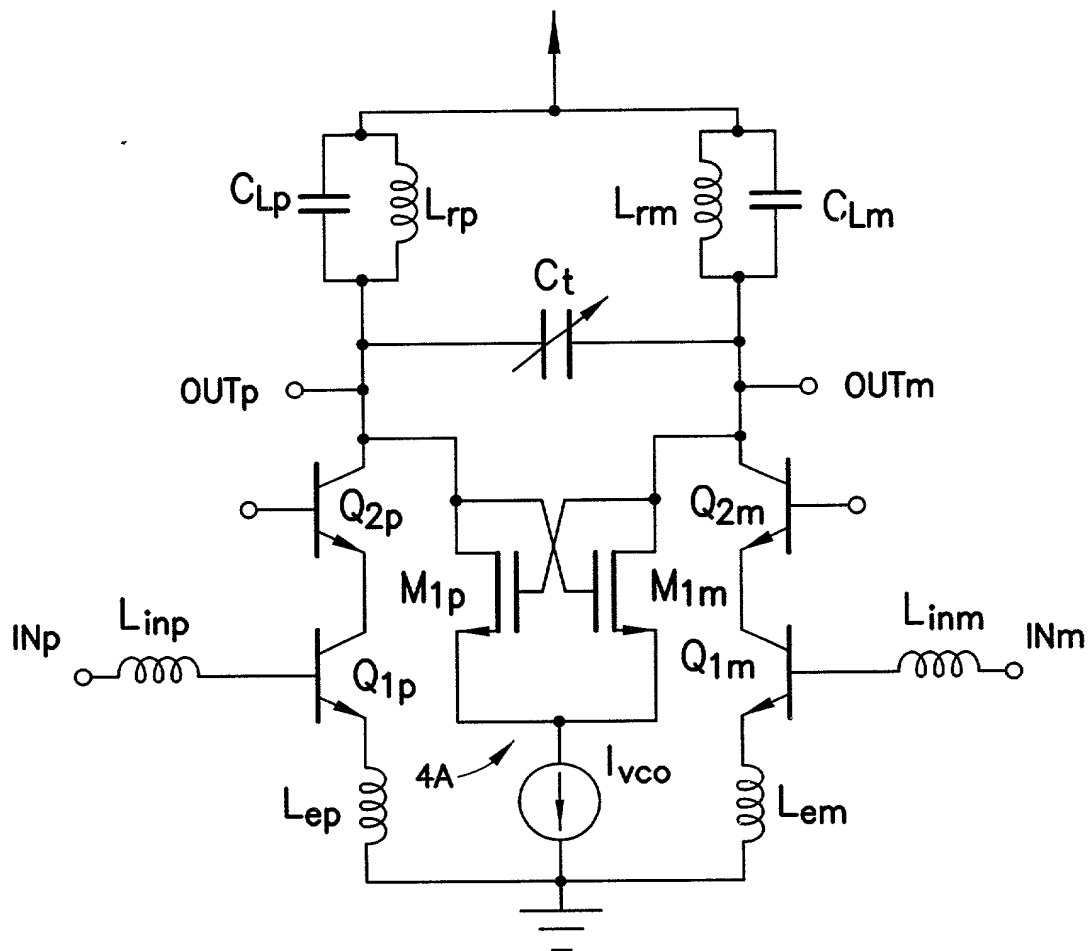 CLp
Lrp
Lrm
CLm
Ct
OUTp
OUTm
Q2p
Q2m
M1p
M1m
Linp
Linm
INp
INm
Q1p
Q1m
4A
Ivco
Lep
Lem